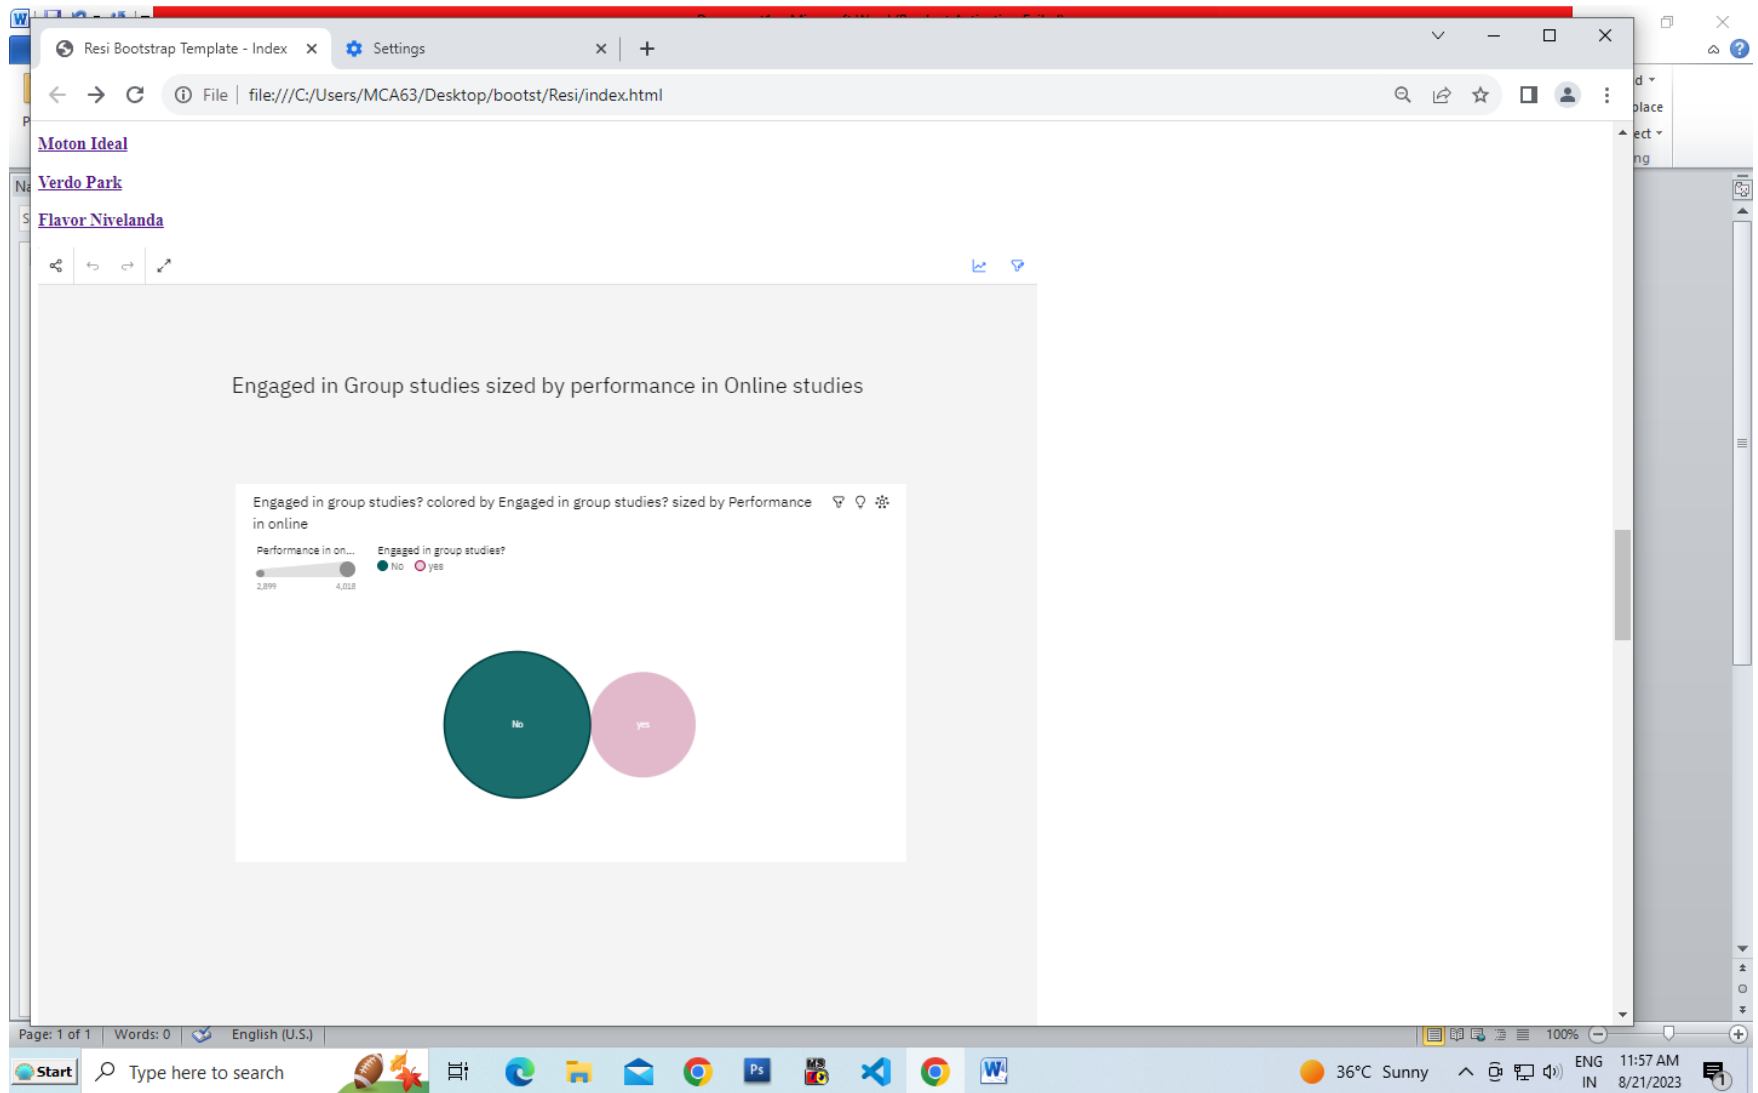 Resi Bootstrap Template - Index
Settings
File
file:///C:/Users/MCA63/Desktop/bootst/Resi/index.html
Moton Ideal
Verdo Park
Flavor Nivelanda
Engaged in Group studies sized by performance in Online studies
Engaged in group studies? colored by Engaged in group studies? sized by Performance
in online
Performance in on... Engaged in group studies?
No yes
2,899 4,018
No yes
Page: 1 of 1 Words: 0 English (U.S.) 100%
Start Type here to search Ps 36°C Sunny ENG IN 11:57 AM 8/21/2023